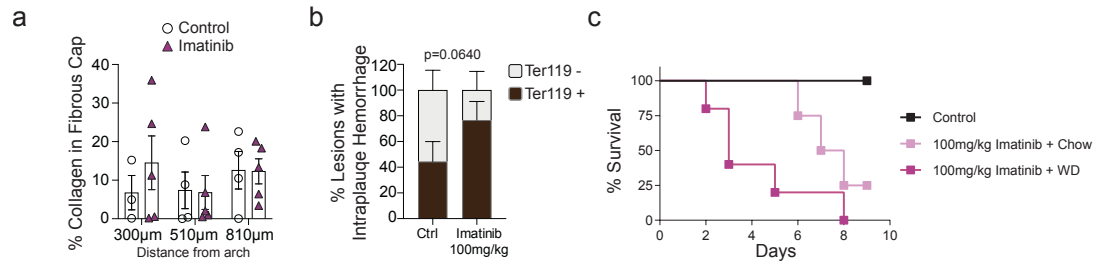 a
Control
Imatinib
% Collagen in Fibrous Cap
40
30
20
10
0
300µm 510µm 810µm
Distance from arch
b
p=0.0640
% Lesions with
Intraplauqe Hemorrhage
120
100
80
60
40
20
0
Ctrl Imatinib
100mg/kg
Ter119 -
Ter119 +
c
% Survival
100
75
50
25
0
0 2 4 6 8 10
Days
Control
100mg/kg Imatinib + Chow
100mg/kg Imatinib + WD